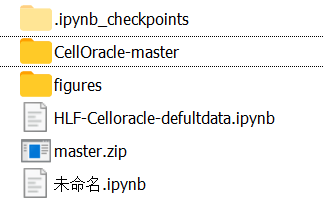 .ipynb_checkpoints
CellOracle-master
figures
HLF-Celloracle-defultdata.ipynb
master.zip
未命名.ipynb